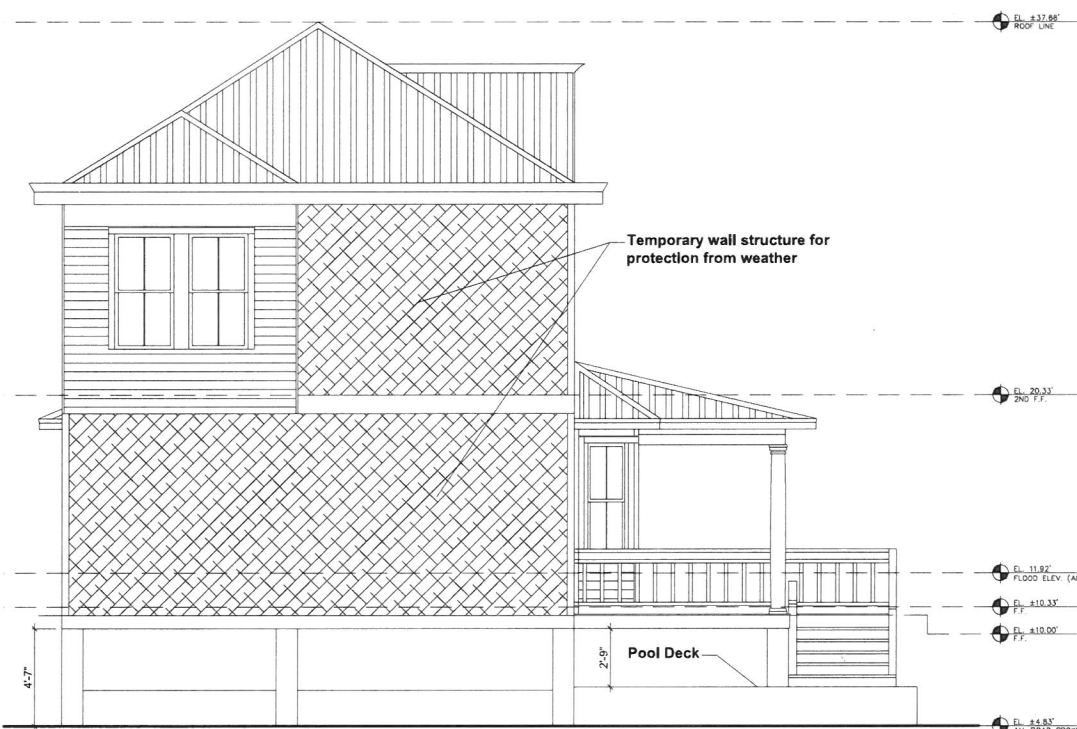 EL. ±37.88'
ROOF LINE
Temporary wall structure for
protection from weather
EL. 20.33'
2ND F.F.
EL. 11.92'
FLOOD ELEV.
EL. ±10.33'
F.F.
EL. ±10.00'
F.F.
4'-7"
2'-9"
Pool Deck
EL. ±4.83'